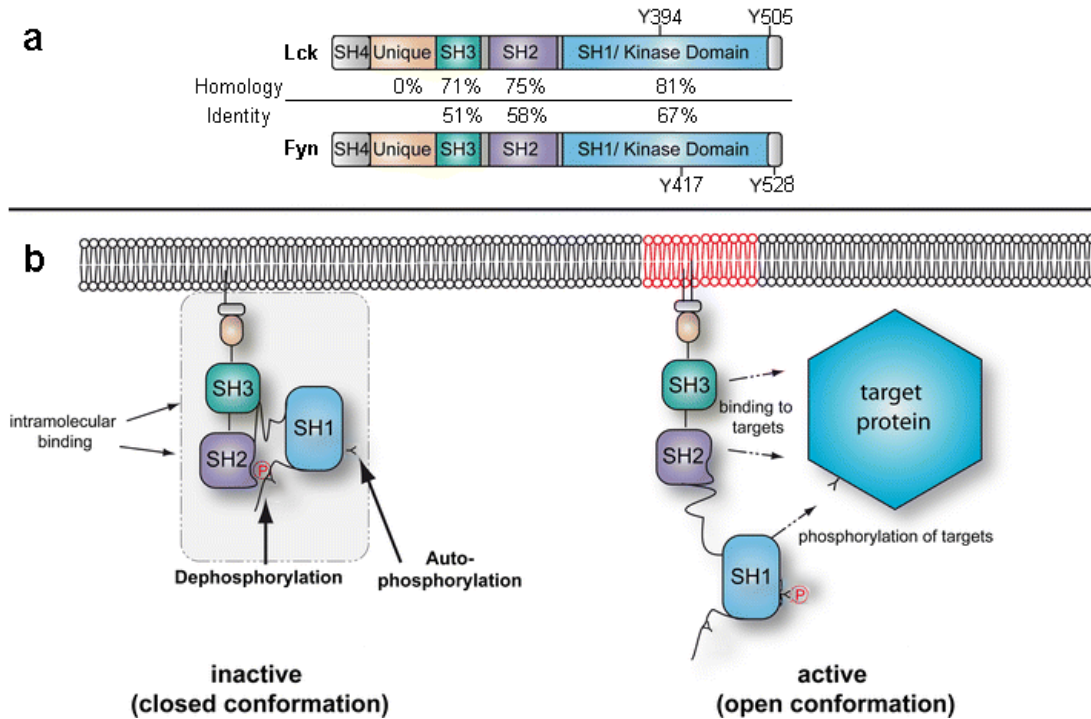 a
Y394 Y505
Lck SH4 Unique SH3 SH2 SH1/ Kinase Domain
Homology 0% 71% 75% 81%
Identity 51% 58% 67%
Fyn SH4 Unique SH3 SH2 SH1/ Kinase Domain
Y417 Y528
b
intramolecular
binding
SH3
SH2
SH1
P
Y
Y
Dephosphorylation
Auto-
phosphorylation
inactive
(closed conformation)
SH3
SH2
binding to
targets
target
protein
Y
phosphorylation of targets
SH1
Y
P
Y
active
(open conformation)